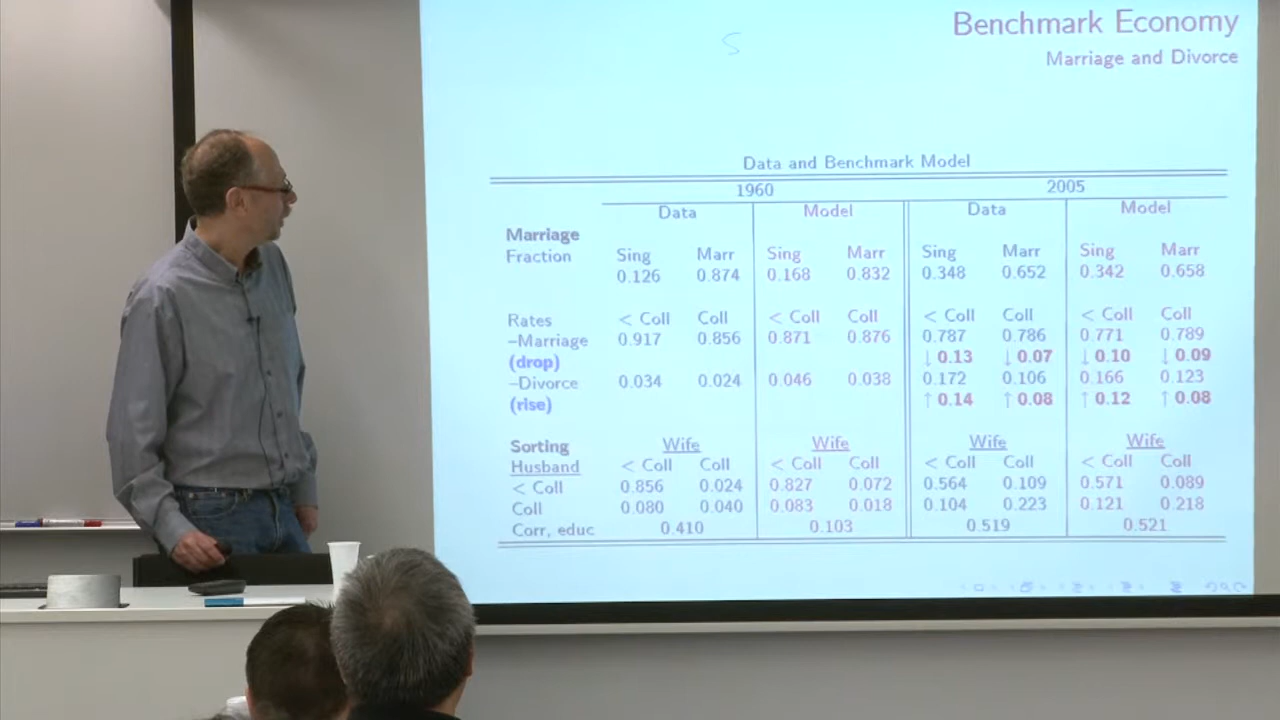 Benchmark Economy
Marriage and Divorce
S
Data and Benchmark Model
1960 2005
Data Model Data Model
Marriage
Fraction Sing Marr Sing Marr Sing Marr Sing Marr
0.126 0.874 0.168 0.832 0.348 0.652 0.342 0.658
Rates < Coll Coll < Coll Coll < Coll Coll < Coll Coll
–Marriage 0.917 0.856 0.871 0.876 0.787 0.786 0.771 0.789
(drop) ↓ 0.13 ↓ 0.07 ↓ 0.10 ↓ 0.09
–Divorce 0.034 0.024 0.046 0.038 0.172 0.106 0.166 0.123
(rise) ↑ 0.14 ↑ 0.08 ↑ 0.12 ↑ 0.08
Sorting Wife Wife Wife Wife
Husband < Coll Coll < Coll Coll < Coll Coll < Coll Coll
< Coll 0.856 0.024 0.827 0.072 0.564 0.109 0.571 0.089
Coll 0.080 0.040 0.083 0.018 0.104 0.223 0.121 0.218
Corr, educ 0.410 0.103 0.519 0.521